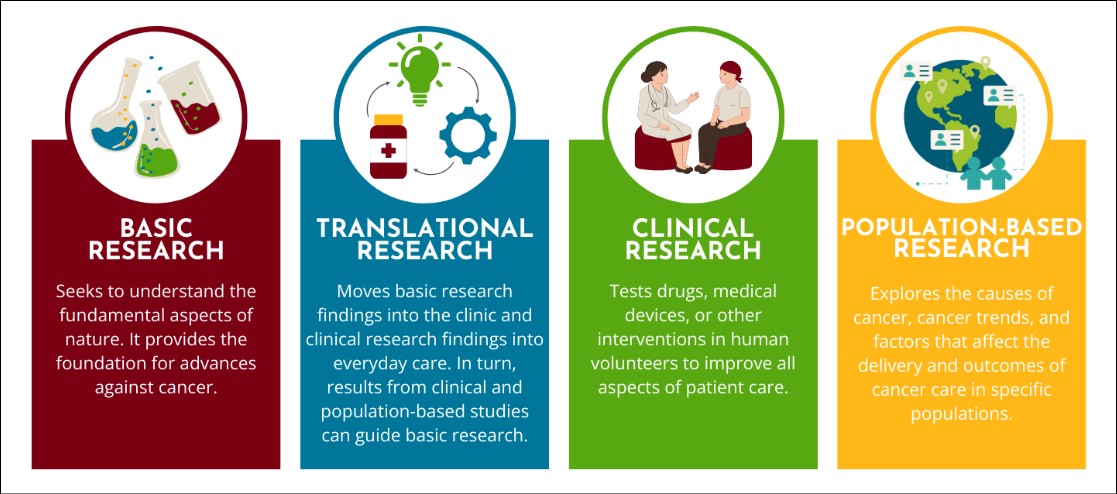 BASIC
RESEARCH
Seeks to understand the
fundamental aspects of
nature. It provides the
foundation for advances
against cancer.
TRANSLATIONAL
RESEARCH
Moves basic research
findings into the clinic and
clinical research findings into
everyday care. In turn,
results from clinical and
population-based studies
can guide basic research.
CLINICAL
RESEARCH
Tests drugs, medical
devices, or other
interventions in human
volunteers to improve all
aspects of patient care.
POPULATION-BASED
RESEARCH
Explores the causes of
cancer, cancer trends, and
factors that affect the
delivery and outcomes of
cancer care in specific
populations.